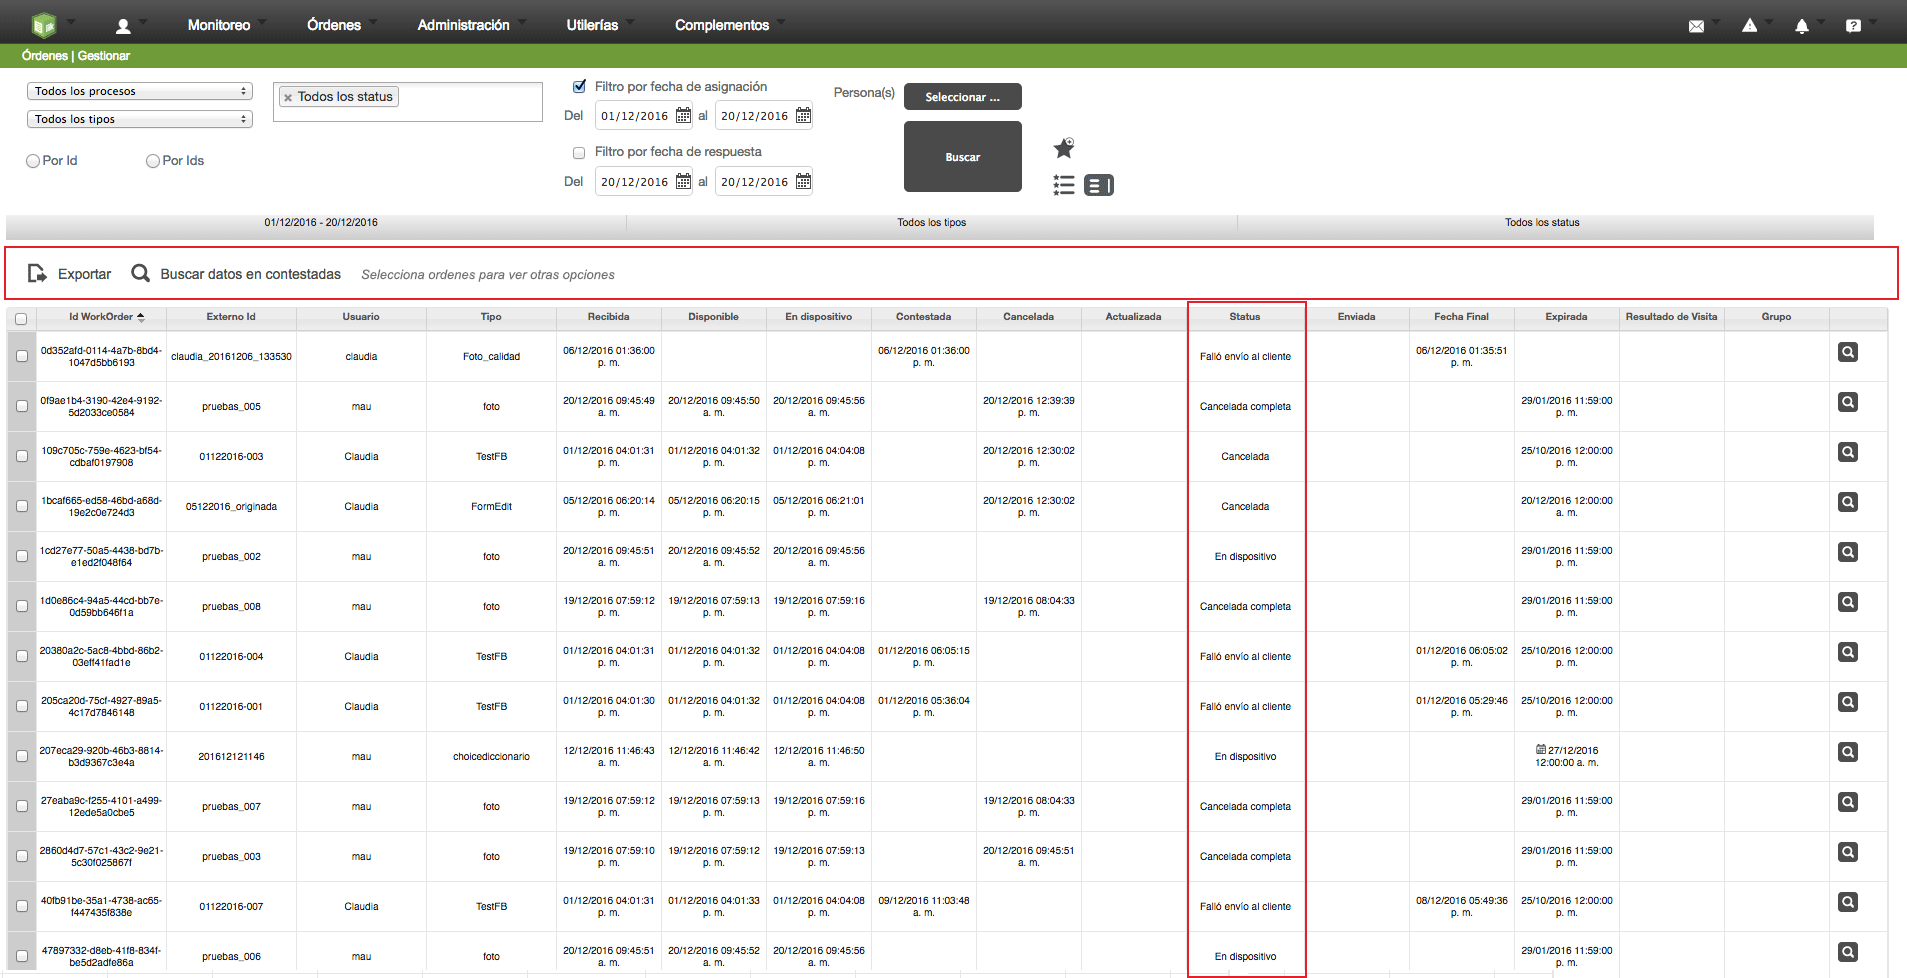 Monitoreo Órdenes Administración Utilerías Complementos
Órdenes | Gestionar
Todos los procesos
× Todos los status
Todos los tipos
Por Id Por Ids
Filtro por fecha de asignación
Del 01/12/2016 al 20/12/2016
Filtro por fecha de respuesta
Del 20/12/2016 al 20/12/2016
Persona(s) Seleccionar ...
Buscar
01/12/2016 - 20/12/2016 Todos los tipos Todos los status
Exportar Buscar datos en contestadas Selecciona ordenes para ver otras opciones
Id WorkOrder Externo Id Usuario Tipo Recibida Disponible En dispositivo Contestada Cancelada Actualizada Status Enviada Fecha Final Expirada Resultado de Visita Grupo
0d352afd-0114-4a7b-8bd4-1047d5bb6193 claudia_20161206_133530 claudia Foto_calidad 06/12/2016 01:36:00 p. m. 06/12/2016 01:36:00 p. m. Falló envío al cliente 06/12/2016 01:35:51 p. m.
0f9ae1b4-3190-42e4-9192-5d2033ce0584 pruebas_005 mau foto 20/12/2016 09:45:49 a. m. 20/12/2016 09:45:50 a. m. 20/12/2016 09:45:56 a. m. 20/12/2016 12:39:39 p. m. Cancelada completa 29/01/2016 11:59:00 p. m.
109c705c-759e-4623-bf54-cdbaf0197908 01122016-003 Claudia TestFB 01/12/2016 04:01:31 p. m. 01/12/2016 04:01:32 p. m. 01/12/2016 04:04:08 p. m. 20/12/2016 12:30:02 p. m. Cancelada 25/10/2016 12:00:00 p. m.
1bcaf665-ed58-46bd-a68d-19e2c0e724d3 05122016_originada Claudia FormEdit 05/12/2016 06:20:14 p. m. 05/12/2016 06:20:15 p. m. 05/12/2016 06:21:01 p. m. 20/12/2016 12:30:02 p. m. Cancelada 20/12/2016 12:00:00 a. m.
1cd27e77-50a5-4438-bd7b-e1ed2f048f64 pruebas_002 mau foto 20/12/2016 09:45:51 a. m. 20/12/2016 09:45:52 a. m. 20/12/2016 09:45:56 a. m. En dispositivo 29/01/2016 11:59:00 p. m.
1d0e86c4-94a5-44cd-bb7e-0d59bb646f1a pruebas_008 mau foto 19/12/2016 07:59:12 p. m. 19/12/2016 07:59:13 p. m. 19/12/2016 07:59:16 p. m. 19/12/2016 08:04:33 p. m. Cancelada completa 29/01/2016 11:59:00 p. m.
20380a2c-5ac8-4bbd-86b2-03eff41fad1e 01122016-004 Claudia TestFB 01/12/2016 04:01:31 p. m. 01/12/2016 04:01:32 p. m. 01/12/2016 04:04:08 p. m. 01/12/2016 06:05:15 p. m. Falló envío al cliente 01/12/2016 06:05:02 p. m. 25/10/2016 12:00:00 p. m.
205ca20d-75cf-4927-89a5-4c17d7846148 01122016-001 Claudia TestFB 01/12/2016 04:01:30 p. m. 01/12/2016 04:01:32 p. m. 01/12/2016 04:04:08 p. m. 01/12/2016 05:36:04 p. m. Falló envío al cliente 01/12/2016 05:29:46 p. m. 25/10/2016 12:00:00 p. m.
207eca29-920b-46b3-8814-b3d9367c3e4a 201612121146 mau choicediccionario 12/12/2016 11:46:43 a. m. 12/12/2016 11:46:42 a. m. 12/12/2016 11:46:50 a. m. En dispositivo 27/12/2016 12:00:00 a. m.
27eaba9c-f255-4101-a499-12ede5a0cbe5 pruebas_007 mau foto 19/12/2016 07:59:12 p. m. 19/12/2016 07:59:13 p. m. 19/12/2016 07:59:16 p. m. 19/12/2016 08:04:33 p. m. Cancelada completa 29/01/2016 11:59:00 p. m.
2860d4d7-57c1-43c2-9e21-5c30f025867f pruebas_003 mau foto 19/12/2016 07:59:10 p. m. 19/12/2016 07:59:12 p. m. 19/12/2016 07:59:13 p. m. 20/12/2016 09:45:51 a. m. Cancelada completa 29/01/2016 11:59:00 p. m.
40fb91be-35a1-4738-ac65-f447435f838e 01122016-007 Claudia TestFB 01/12/2016 04:01:31 p. m. 01/12/2016 04:01:33 p. m. 01/12/2016 04:04:08 p. m. 09/12/2016 11:03:48 a. m. Falló envío al cliente 08/12/2016 05:49:36 p. m. 25/10/2016 12:00:00 p. m.
47897332-d8eb-41f8-834f-be5d2adfe86a pruebas_006 mau foto 20/12/2016 09:45:51 a. m. 20/12/2016 09:45:52 a. m. 20/12/2016 09:45:56 a. m. En dispositivo 29/01/2016 11:59:00 p. m.